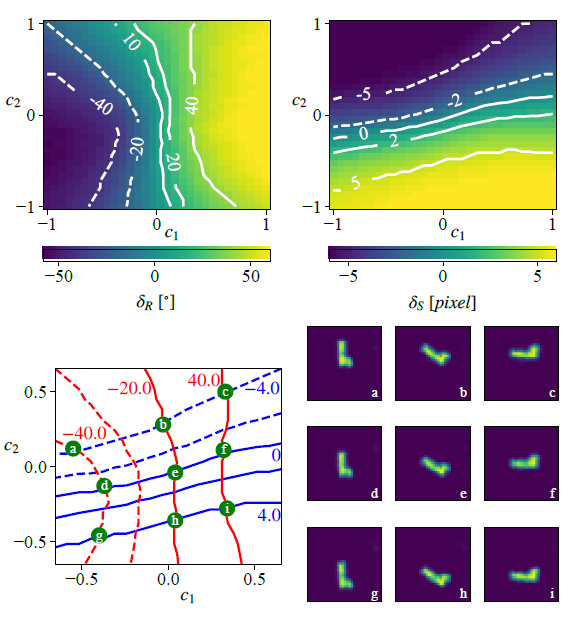 1
c₂
0
−1
−1
0
1
c₁
10
-40
-20
20
40
−50
0
50
δ_R [°]
1
c₂
0
−1
−1
0
1
c₁
-5
-2
0
2
5
−5
0
5
δ_S [pixel]
0.5
c₂
0.0
−0.5
−0.5
0.0
0.5
c₁
−20.0
40.0
−4.0
−40.0
0
4.0
a
b
c
d
e
f
g
h
i
a
b
c
d
e
f
g
h
i